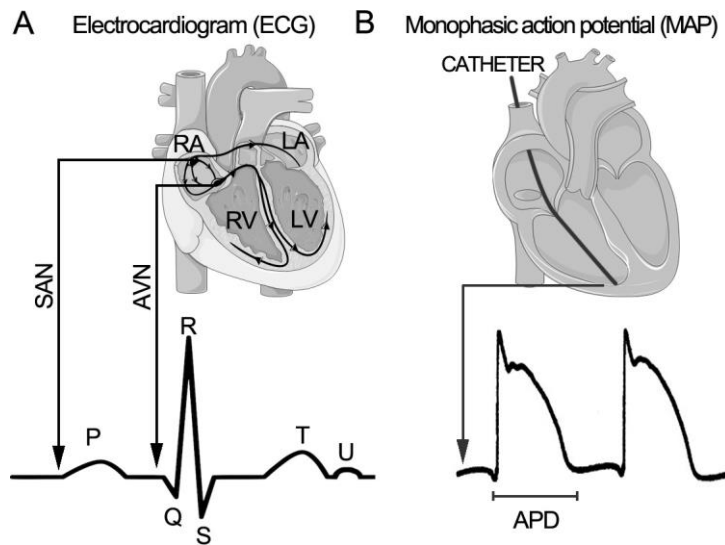 A Electrocardiogram (ECG)
B Monophasic action potential (MAP)
CATHETER
RA
LA
RV
LV
SAN
AVN
R
P
T
U
Q
S
APD